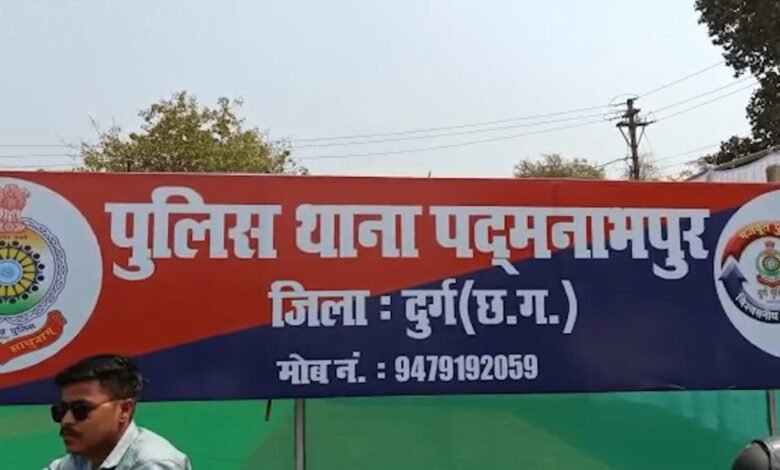 पुलिस थाना पद्मनाभपुर
जिला : दुर्ग(छ.ग.)
मोब नं. : 9479192059